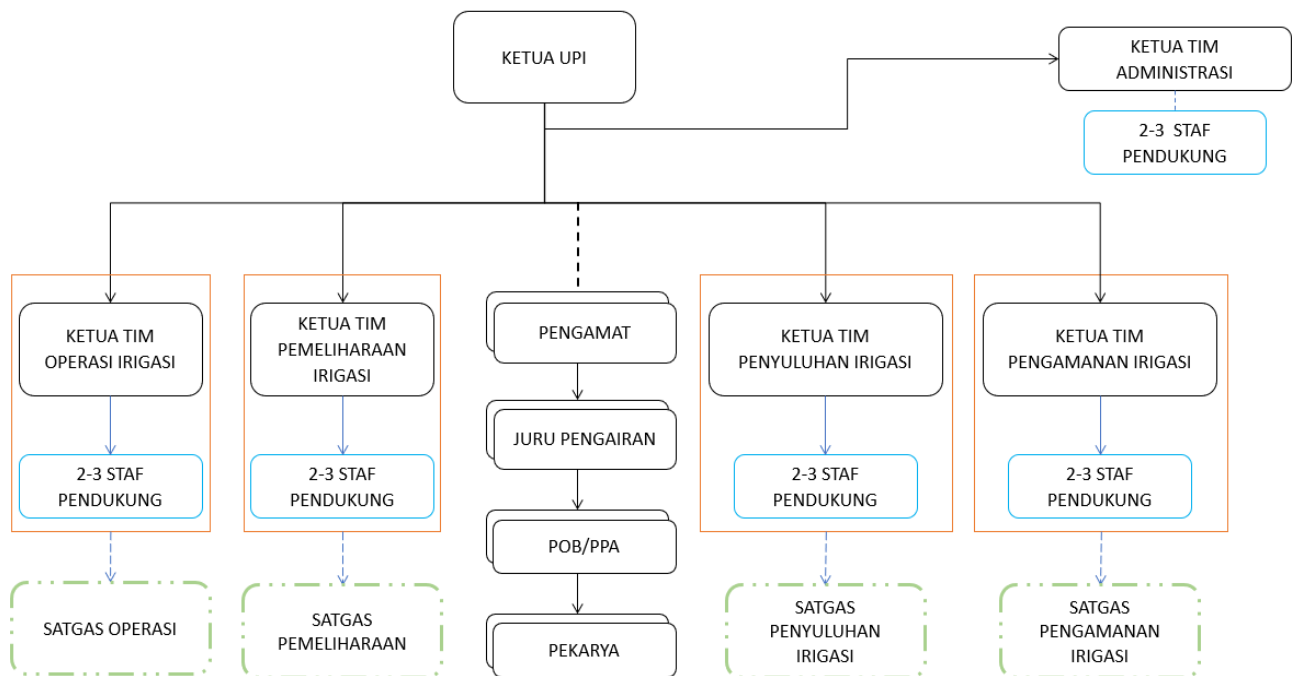 KETUA UPI
KETUA TIM
ADMINISTRASI
2-3 STAF
PENDUKUNG
KETUA TIM
OPERASI IRIGASI
KETUA TIM
PEMELIHARAAN
IRIGASI
PENGAMAT
KETUA TIM
PENYULUHAN IRIGASI
KETUA TIM
PENGAMANAN IRIGASI
JURU PENGAIRAN
2-3 STAF
PENDUKUNG
2-3 STAF
PENDUKUNG
2-3 STAF
PENDUKUNG
2-3 STAF
PENDUKUNG
POB/PPA
SATGAS OPERASI
SATGAS
PEMELIHARAAN
PEKARYA
SATGAS
PENYULUHAN
IRIGASI
SATGAS
PENGAMANAN
IRIGASI